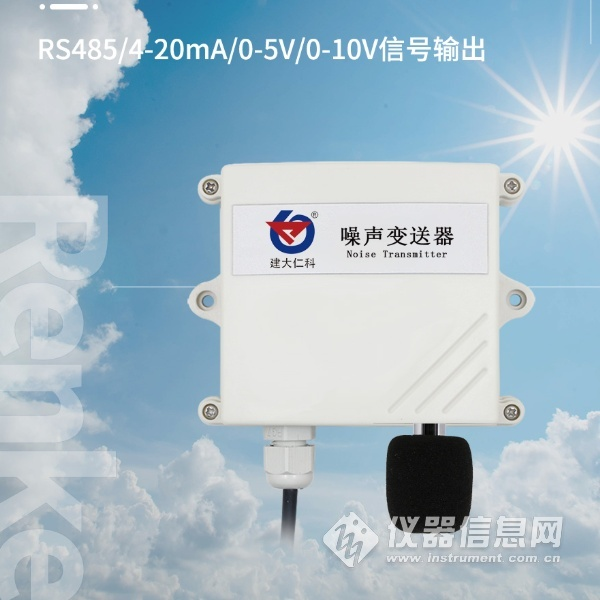 RS485/4-20mA/0-5V/0-10V信号输出
®
建大仁科
噪声变送器
Noise Transmitter
Renke
仪器信息网
www.instrument.com.cn